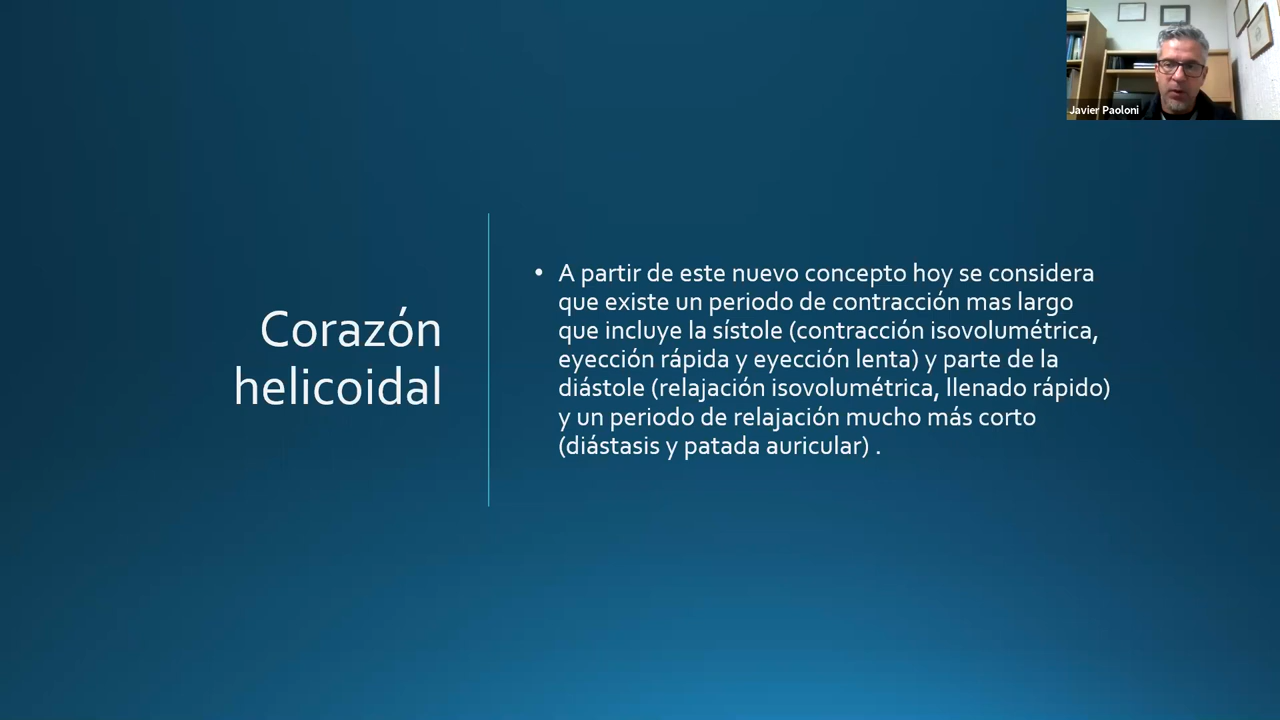 Javier Paoloni
Corazón
helicoidal
• A partir de este nuevo concepto hoy se considera
que existe un periodo de contracción mas largo
que incluye la sístole (contracción isovolumétrica,
eyección rápida y eyección lenta) y parte de la
diástole (relajación isovolumétrica, llenado rápido)
y un periodo de relajación mucho más corto
(diástasis y patada auricular) .